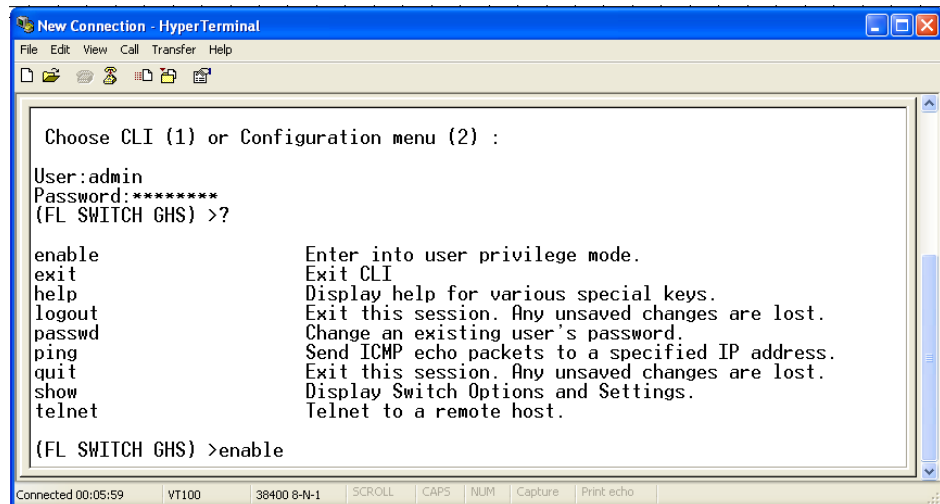 New Connection - HyperTerminal
File Edit View Call Transfer Help
Choose CLI (1) or Configuration menu (2) :
User:admin
Password:********
(FL SWITCH GHS) >?
enable Enter into user privilege mode.
exit Exit CLI
help Display help for various special keys.
logout Exit this session. Any unsaved changes are lost.
passwd Change an existing user's password.
ping Send ICMP echo packets to a specified IP address.
quit Exit this session. Any unsaved changes are lost.
show Display Switch Options and Settings.
telnet Telnet to a remote host.
(FL SWITCH GHS) >enable
Connected 00:05:59 VT100 38400 8-N-1 SCROLL CAPS NUM Capture Print echo